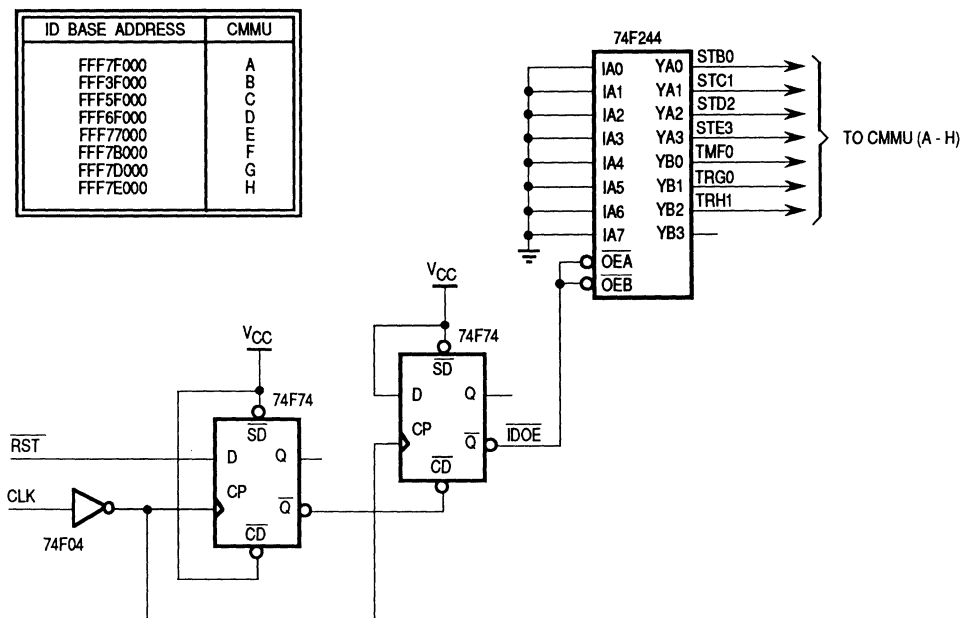 ID BASE ADDRESS CMMU
FFF7F000 A
FFF3F000 B
FFF5F000 C
FFF6F000 D
FFF77000 E
FFF7B000 F
FFF7D000 G
FFF7E000 H
74F244
IA0 YA0 STB0
IA1 YA1 STC1
IA2 YA2 STD2
IA3 YA3 STE3
IA4 YB0 TMF0
IA5 YB1 TRG0
IA6 YB2 TRH1
IA7 YB3
OEA
OEB
TO CMMU (A - H)
VCC
74F74
SD
D Q
CP
Q
CD
IDOE
VCC
74F74
SD
D Q
CP
Q
CD
RST
CLK
74F04